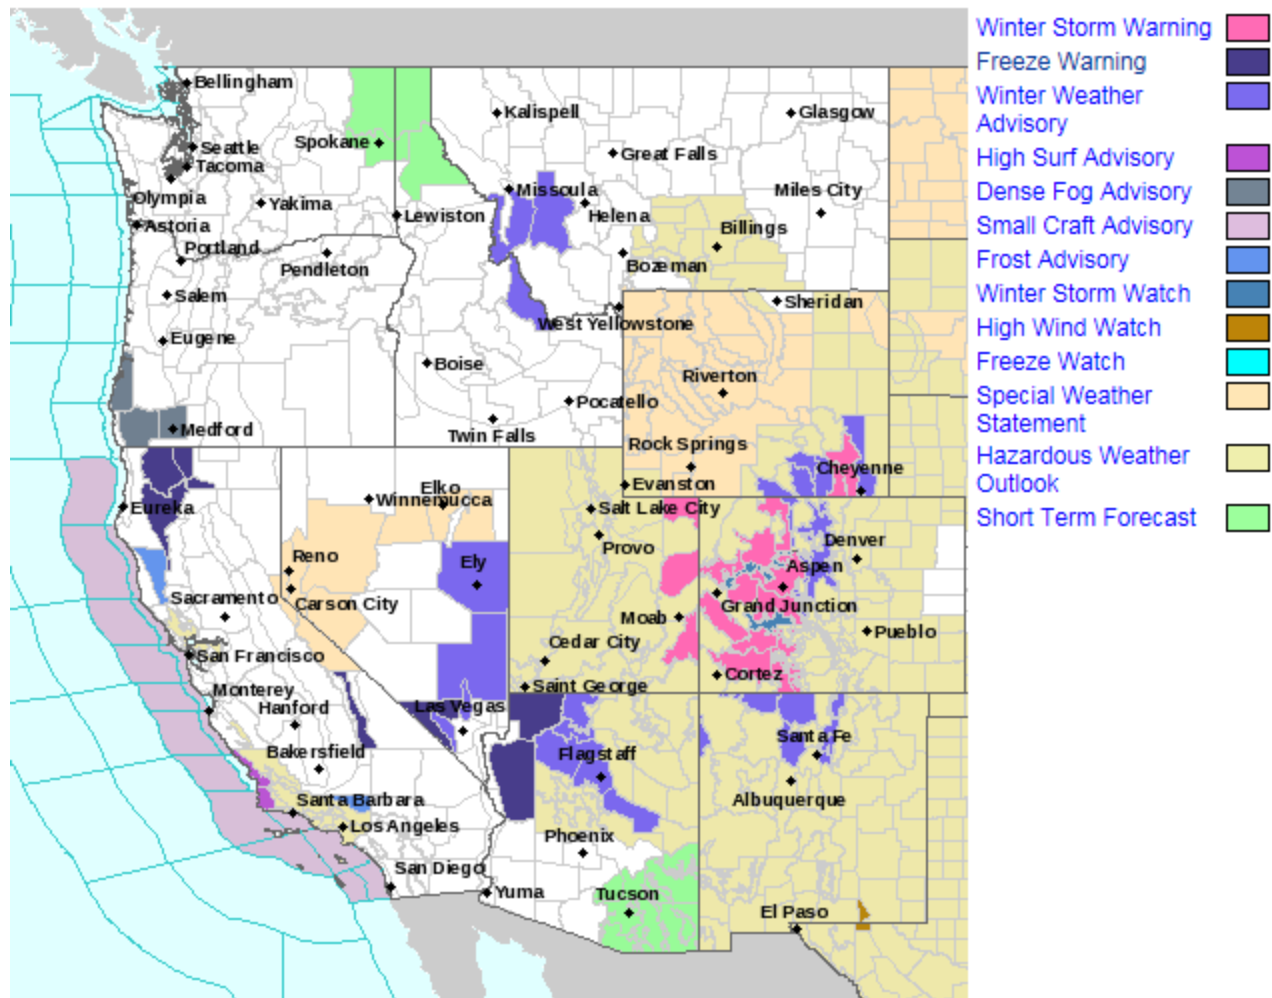 Winter Storm Warning
Freeze Warning
Winter Weather
Advisory
High Surf Advisory
Dense Fog Advisory
Small Craft Advisory
Frost Advisory
Winter Storm Watch
High Wind Watch
Freeze Watch
Special Weather
Statement
Hazardous Weather
Outlook
Short Term Forecast
Bellingham
Kalispell
Glasgow
Seattle
Spokane
Great Falls
Tacoma
Olympia
Yakima
Missoula
Miles City
Lewiston
Helena
Astoria
Billings
Portland
Pendleton
Bozeman
Salem
Sheridan
West Yellowstone
Eugene
Boise
Riverton
Pocatello
Medford
Twin Falls
Rock Springs
Cheyenne
Evanston
Elko
Winnemucca
Eureka
Salt Lake City
Provo
Denver
Reno
Ely
Aspen
Carson City
Grand Junction
Sacramento
Moab
Pueblo
Cedar City
San Francisco
Cortez
Saint George
Monterey
Hanford
Las Vegas
Santa Fe
Bakersfield
Flagstaff
Albuquerque
Santa Barbara
Los Angeles
Phoenix
San Diego
Yuma
Tucson
El Paso